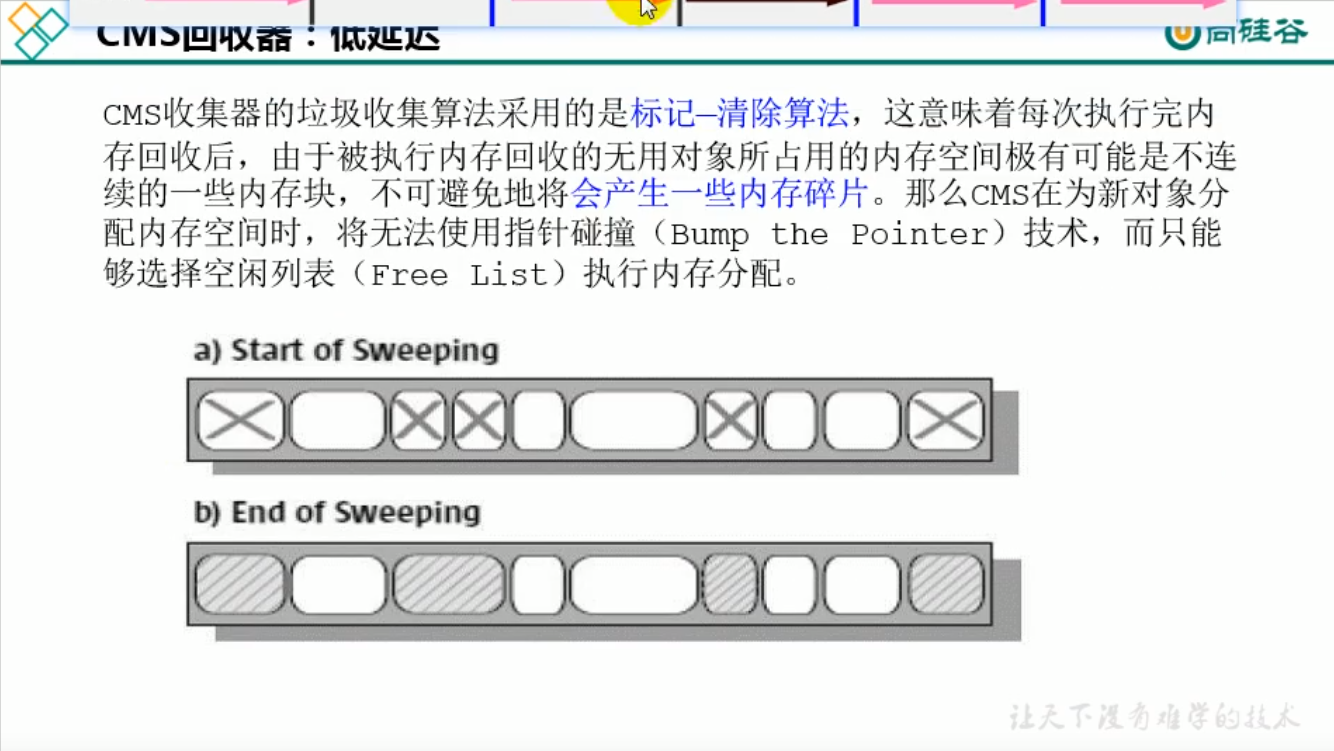 CMS回收器：低延迟
尚硅谷
CMS收集器的垃圾收集算法采用的是标记—清除算法，这意味着每次执行完内
存回收后，由于被执行内存回收的无用对象所占用的内存空间极有可能是不连
续的一些内存块，不可避免地将会产生一些内存碎片。那么CMS在为新对象分
配内存空间时，将无法使用指针碰撞（Bump the Pointer）技术，而只能
够选择空闲列表（Free List）执行内存分配。
a) Start of Sweeping
b) End of Sweeping
让天下没有难学的技术